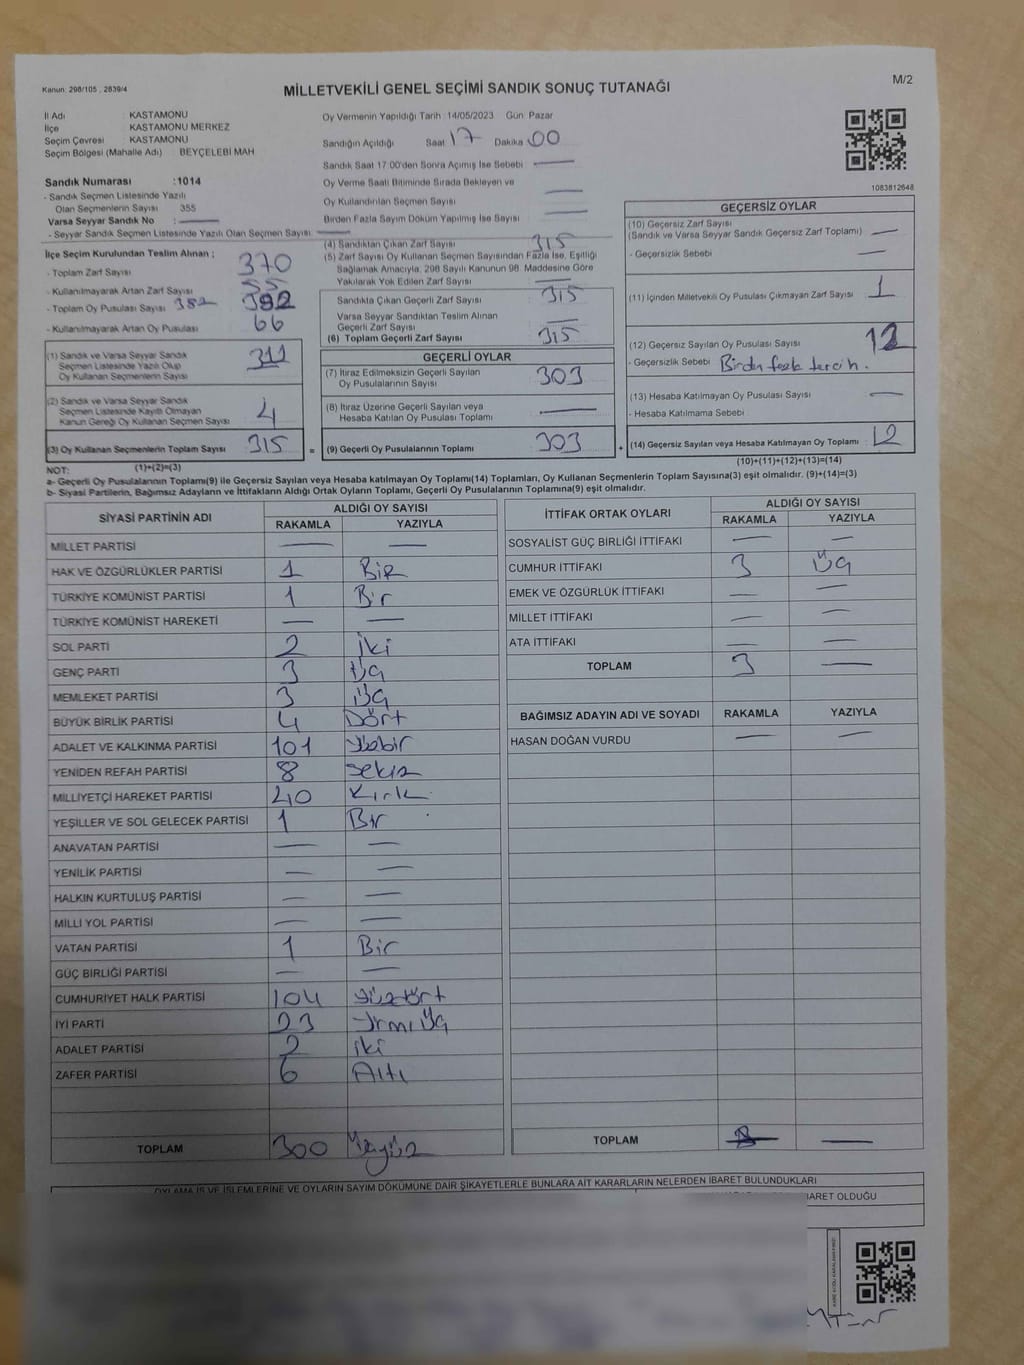 Kanun: 298/105 , 2839/4
MİLLETVEKİLİ GENEL SEÇİMİ SANDIK SONUÇ TUTANAĞI
M/2
İl Adı : KASTAMONU
İlçe KASTAMONU MERKEZ
Seçim Çevresi : KASTAMONU
Seçim Bölgesi (Mahalle Adı) : BEYÇELEBİ MAH
Sandık Numarası :1014
- Sandık Seçmen Listesinde Yazılı
Olan Seçmenlerin Sayısı 355
Varsa Seyyar Sandık No :
- Seyyar Sandık Seçmen Listesinde Yazılı Olan Seçmen Sayısı:
Oy Vermenin Yapıldığı Tarih :14/05/2023 Gün: Pazar
Sandığın Açıldığı Saat 17 Dakika 00
Sandık Saat 17:00'den Sonra Açımış İse Sebebi
Oy Verme Saati Bitiminde Sırada Bekleyen ve
Oy Kullandırılan Seçmen Sayısı
Birden Fazla Sayım Döküm Yapılmış İse Sayısı
1083812648
İlçe Seçim Kurulundan Teslim Alınan ;
- Toplam Zarf Sayısı 370
- Kullanılmayarak Artan Zarf Sayısı 55
- Toplam Oy Pusulası Sayısı 382 382
- Kullanılmayarak Artan Oy Pusulası 66
(1) Sandık ve Varsa Seyyar Sandık
Seçmen Listesinde Yazılı Olup
Oy Kullanan Seçmenlerin Sayısı 311
(2) Sandık ve Varsa Seyyar Sandık
Seçmen Listesinde Kayıtlı Olmayan
Kanun Gereği Oy Kullanan Seçmen Sayısı 4
(3) Oy Kullanan Seçmenlerin Toplam Sayısı 315
=
(4) Sandıktan Çıkan Zarf Sayısı 315
(5) Zarf Sayısı Oy Kullanan Seçmen Sayısından Fazla İse, Eşitliği
Sağlamak Amacıyla, 298 Sayılı Kanunun 98. Maddesine Göre
Yakılarak Yok Edilen Zarf Sayısı
Sandıkta Çıkan Geçerli Zarf Sayısı 315
Varsa Seyyar Sandıktan Teslim Alınan
Geçerli Zarf Sayısı
(6) Toplam Geçerli Zarf Sayısı 315
GEÇERLİ OYLAR
(7) İtiraz Edilmeksizin Geçerli Sayılan
Oy Pusulalarının Sayısı 303
(8) İtiraz Üzerine Geçerli Sayılan veya
Hesaba Katılan Oy Pusulası Toplamı
(9) Geçerli Oy Pusulalarının Toplamı 303
+
GEÇERSİZ OYLAR
(10) Geçersiz Zarf Sayısı
(Sandık ve Varsa Seyyar Sandık Geçersiz Zarf Toplamı)
- Geçersizlik Sebebi
(11) İçinden Milletvekili Oy Pusulası Çıkmayan Zarf Sayısı 1
(12) Geçersiz Sayılan Oy Pusulası Sayısı
- Geçersizlik Sebebi Birden fazla tercih.
(13) Hesaba Katılmayan Oy Sayısı
- Hesaba Katılmama Sebebi
(14) Geçersiz Sayılan veya Hesaba Katılmayan Oy Toplamı 12
NOT: (1)+(2)=(3)
(10)+(11)+(12)+(13)=(14)
a- Geçerli Oy Pusulalarının Toplamı(9) ile Geçersiz Sayılan veya Hesaba katılmayan Oy Toplamı(14) Toplamları, Oy Kullanan Seçmenlerin Toplam Sayısına(3) eşit olmalıdır. (9)+(14)=(3)
b- Siyasi Partilerin, Bağımsız Adayların ve İttifakların Aldığı Ortak Oyların Toplamı, Geçerli Oy Pusulalarının Toplamına(9) eşit olmalıdır.
SİYASİ PARTİNİN ADI ALDIĞI OY SAYISI
RAKAMLA YAZIYLA
MİLLET PARTİSİ
HAK VE ÖZGÜRLÜKLER PARTİSİ 1 Bir
TÜRKİYE KOMÜNİST PARTİSİ 1 Bir
TÜRKİYE KOMÜNİST HAREKETİ
SOL PARTİ 2 İki
GENÇ PARTİ 3 Üç
MEMLEKET PARTİSİ 3 Üç
BÜYÜK BİRLİK PARTİSİ 4 Dört
ADALET VE KALKINMA PARTİSİ 101 Yüzbir
YENİDEN REFAH PARTİSİ 8 Sekiz
MİLLİYETÇİ HAREKET PARTİSİ 40 Kırk
YEŞİLLER VE SOL GELECEK PARTİSİ 1 Bir
ANAVATAN PARTİSİ
YENİLİK PARTİSİ
HALKIN KURTULUŞ PARTİSİ
MİLLİ YOL PARTİSİ
VATAN PARTİSİ 1 Bir
GÜÇ BİRLİĞİ PARTİSİ
CUMHURİYET HALK PARTİSİ 104 Yüzdört
İYİ PARTİ 23 Yirmi Üç
ADALET PARTİSİ 2 İki
ZAFER PARTİSİ 6 Altı
TOPLAM 300 Üçyüz
İTTİFAK ORTAK OYLARI ALDIĞI OY SAYISI
RAKAMLA YAZIYLA
SOSYALİST GÜÇ BİRLİĞİ İTTİFAKI
CUMHUR İTTİFAKI 3 Üç
EMEK VE ÖZGÜRLÜK İTTİFAKI
MİLLET İTTİFAKI
ATA İTTİFAKI
TOPLAM 3
BAĞIMSIZ ADAYIN ADI VE SOYADI RAKAMLA YAZIYLA
HASAN DOĞAN VURDU
TOPLAM
OYLAMA İŞ VE İŞLEMLERİNE VE OYLARIN SAYIM DÖKÜMÜNE DAİR ŞİKAYETLERLE BUNLARA AİT KARARLARIN NELERDEN İBARET BULUNDUKLARI
BARET OLDUĞU